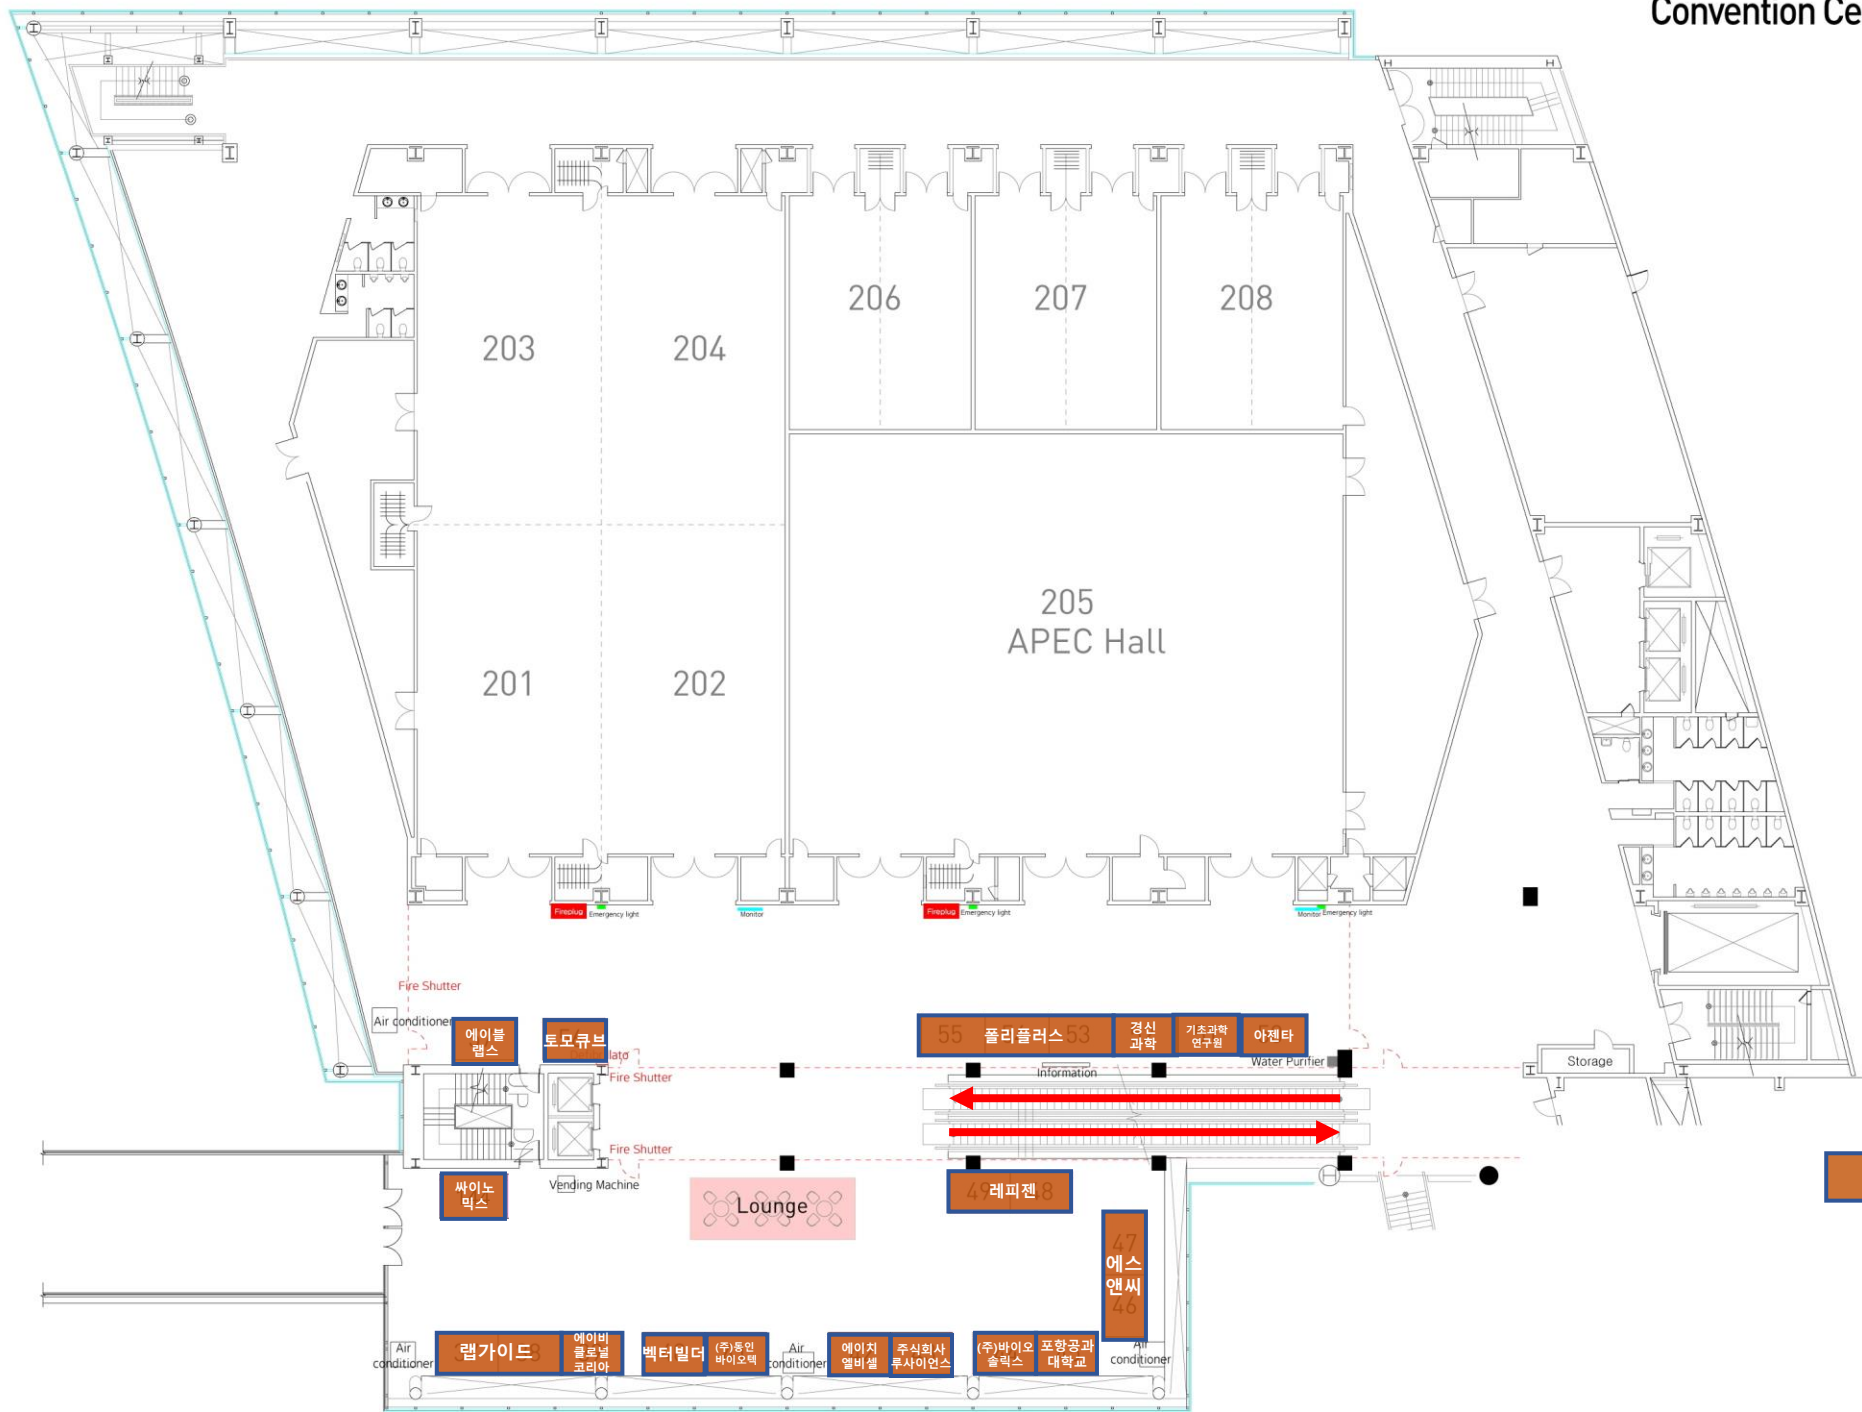 Convention Ce
206
207
208
203
204
205
APEC Hall
201
202
Fireplug
Emergency light
Monitor
Fireplug
Emergency light
Monitor
Emergency light
Fire Shutter
Air conditioner
에이블
랩스
토모큐브
55
폴리플러스
53
경신
과학
기초과학
연구원
아젠타
Fire Shutter
Information
Water Purifier
Storage
Fire Shutter
싸이노
믹스
Vending Machine
Lounge
49
레피젠
48
47
에스
앤씨
46
Air
conditioner
랩가이드
에이비
클로널
코리아
벡터빌더
(주)동인
바이오텍
Air
conditioner
에이치
엘비셀
주식회사
루사이언스
(주)바이오
솔릭스
포항공과
대학교
Air
conditioner